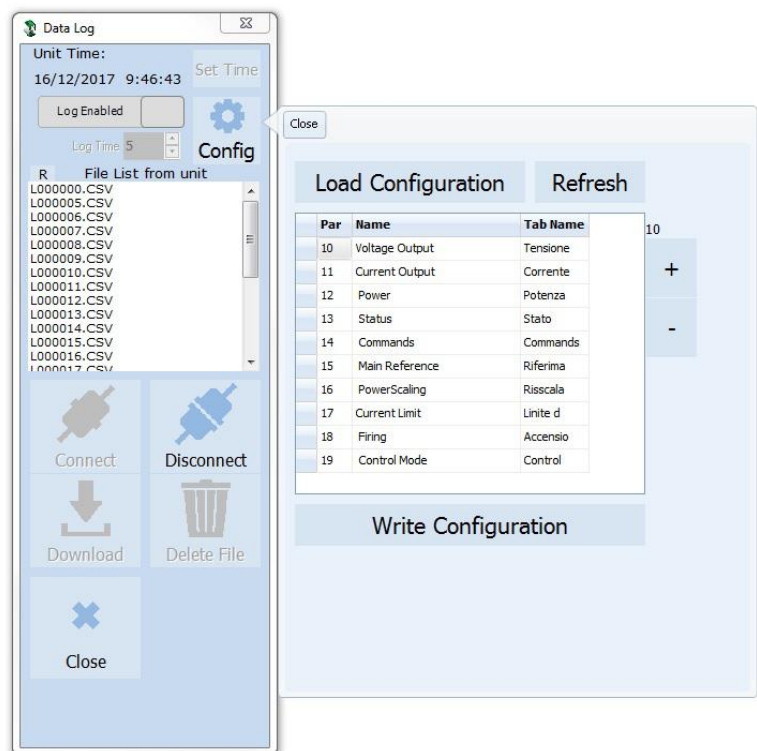 Data Log
Unit Time:
16/12/2017 9:46:43
Set Time
Log Enabled
Log Time 5
Config
R File List from unit
L000000.CSV
L000005.CSV
L000006.CSV
L000007.CSV
L000008.CSV
L000009.CSV
L000010.CSV
L000011.CSV
L000012.CSV
L000013.CSV
L000014.CSV
L000015.CSV
L000016.CSV
L000017.CSV
Connect Disconnect
Download Delete File
Close
Close
Load Configuration Refresh
Par Name Tab Name
10 Voltage Output Tensione
11 Current Output Corrente
12 Power Potenza
13 Status Stato
14 Commands Commands
15 Main Reference Riferima
16 PowerScaling Risscala
17 Current Limit Linite d
18 Firing Accensio
19 Control Mode Control
10
+
-
Write Configuration